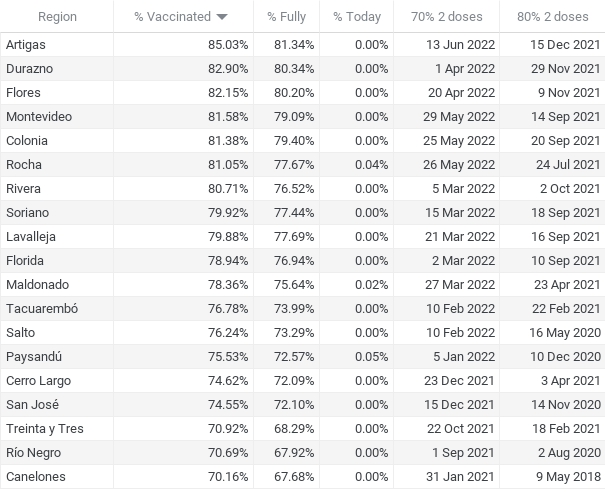 Region % Vaccinated % Fully % Today 70% 2 doses 80% 2 doses
Artigas 85.03% 81.34% 0.00% 13 Jun 2022 15 Dec 2021
Durazno 82.90% 80.34% 0.00% 1 Apr 2022 29 Nov 2021
Flores 82.15% 80.20% 0.00% 20 Apr 2022 9 Nov 2021
Montevideo 81.58% 79.09% 0.00% 29 May 2022 14 Sep 2021
Colonia 81.38% 79.40% 0.00% 25 May 2022 20 Sep 2021
Rocha 81.05% 77.67% 0.04% 26 May 2022 24 Jul 2021
Rivera 80.71% 76.52% 0.00% 5 Mar 2022 2 Oct 2021
Soriano 79.92% 77.44% 0.00% 15 Mar 2022 18 Sep 2021
Lavalleja 79.88% 77.69% 0.00% 21 Mar 2022 16 Sep 2021
Florida 78.94% 76.94% 0.00% 2 Mar 2022 10 Sep 2021
Maldonado 78.36% 75.64% 0.02% 27 Mar 2022 23 Apr 2021
Tacuarembó 76.78% 73.99% 0.00% 10 Feb 2022 22 Feb 2021
Salto 76.24% 73.29% 0.00% 10 Feb 2022 16 May 2020
Paysandú 75.53% 72.57% 0.05% 5 Jan 2022 10 Dec 2020
Cerro Largo 74.62% 72.09% 0.00% 23 Dec 2021 3 Apr 2021
San José 74.55% 72.10% 0.00% 15 Dec 2021 14 Nov 2020
Treinta y Tres 70.92% 68.29% 0.00% 22 Oct 2021 18 Feb 2021
Río Negro 70.69% 67.92% 0.00% 1 Sep 2021 2 Aug 2020
Canelones 70.16% 67.68% 0.00% 31 Jan 2021 9 May 2018